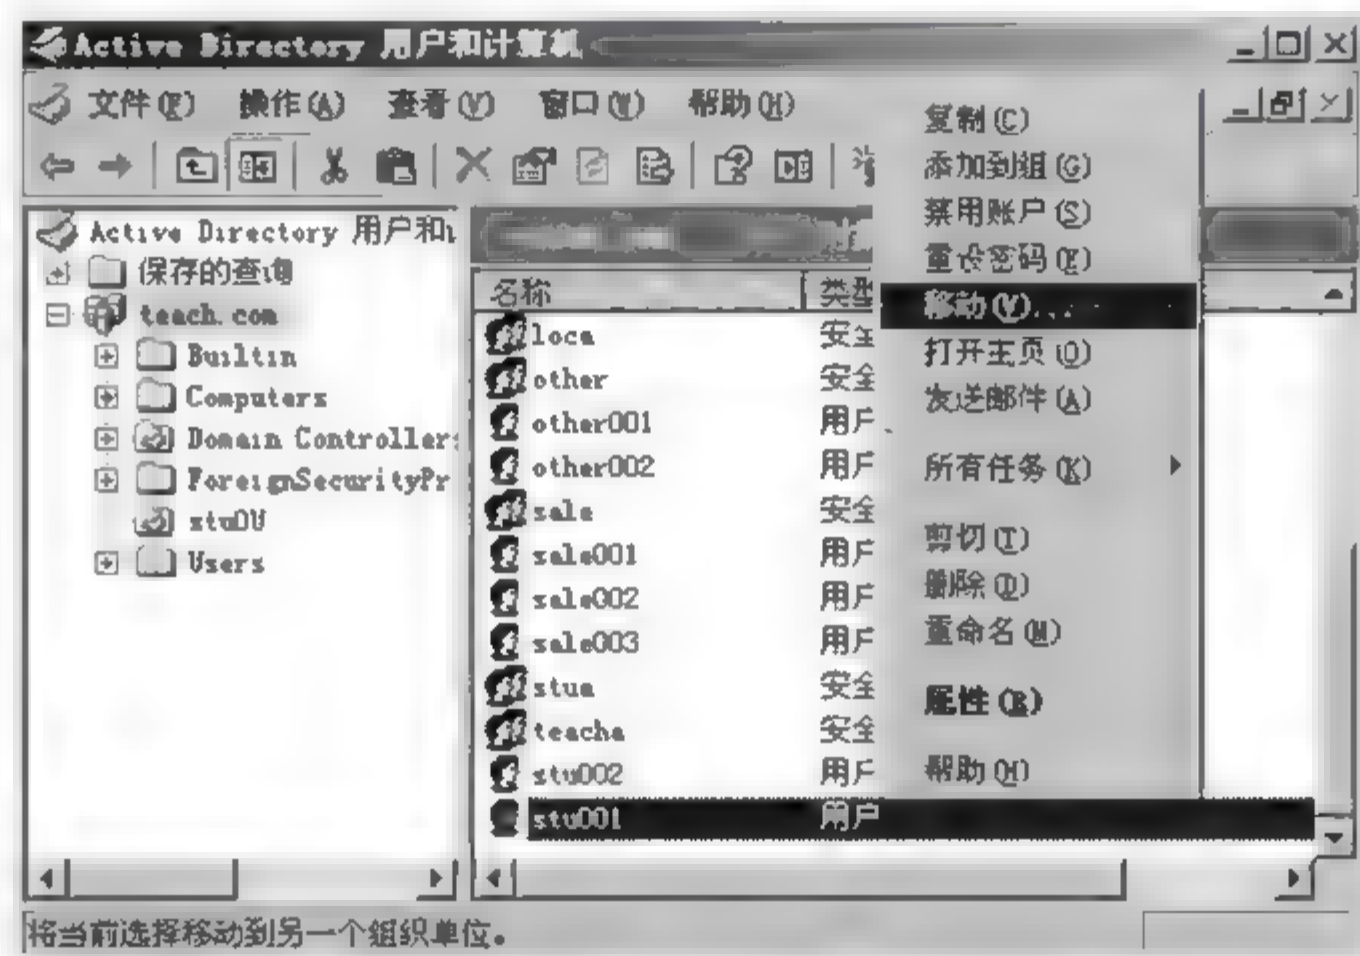 Active Directory 用户和计算机
文件(F) 操作(A) 查看(V) 窗口(W) 帮助(H)
Active Directory 用户和
保存的查询
teach.com
Builtin
Computers
Domain Controllers
ForeignSecurityPr
stuOU
Users
名称 类型
loca 安全
other 安全
other001 用户
other002 用户
sale 安全
sale001 用户
sale002 用户
sale003 用户
stua 安全
teacha 安全
stu002 用户
stu001 用户
复制(C)
添加到组(G)
禁用账户(S)
重设密码(E)
移动(V)...
打开主页(O)
发送邮件(A)
所有任务(K)
剪切(T)
删除(D)
重命名(M)
属性(R)
帮助(H)
将当前选择移动到另一个组织单位。